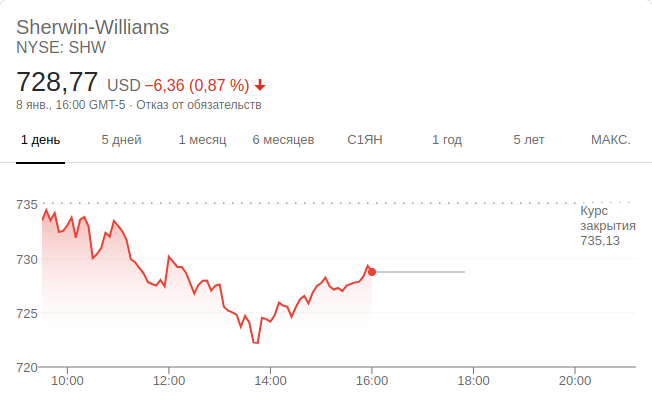 Sherwin-Williams
NYSE: SHW
728,77 USD −6,36 (0,87 %)
8 янв., 16:00 GMT-5 · Отказ от обязательств
1 день 5 дней 1 месяц 6 месяцев С1ЯН 1 год 5 лет МАКС.
735
Курс
закрытия
735,13
730
725
720
10:00 12:00 14:00 16:00 18:00 20:00